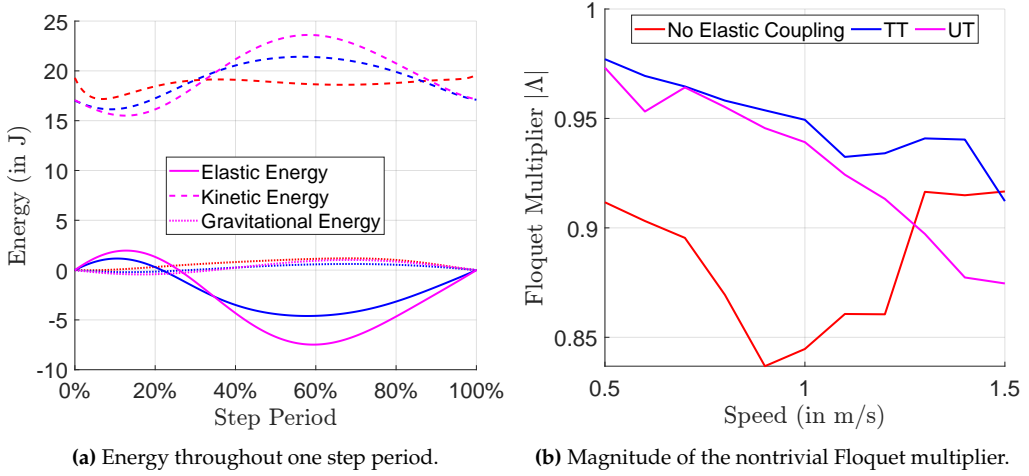 25
20
15
10
5
0
-5
-10
0%
20%
40%
60%
80%
100%
Energy (in J)
Step Period
Elastic Energy
Kinetic Energy
Gravitational Energy
(a) Energy throughout one step period.
1
0.95
0.9
0.85
0.5
1
1.5
Floquet Multiplier |Λ|
Speed (in m/s)
No Elastic Coupling TT UT
(b) Magnitude of the nontrivial Floquet multiplier.